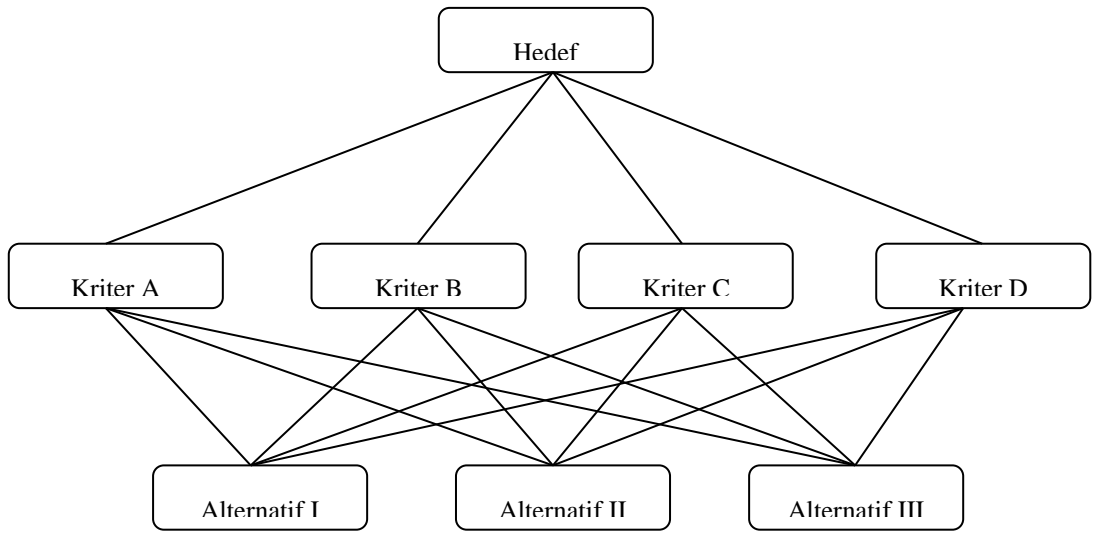 Hedef
Kriter A
Kriter B
Kriter C
Kriter D
Alternatif I
Alternatif II
Alternatif III